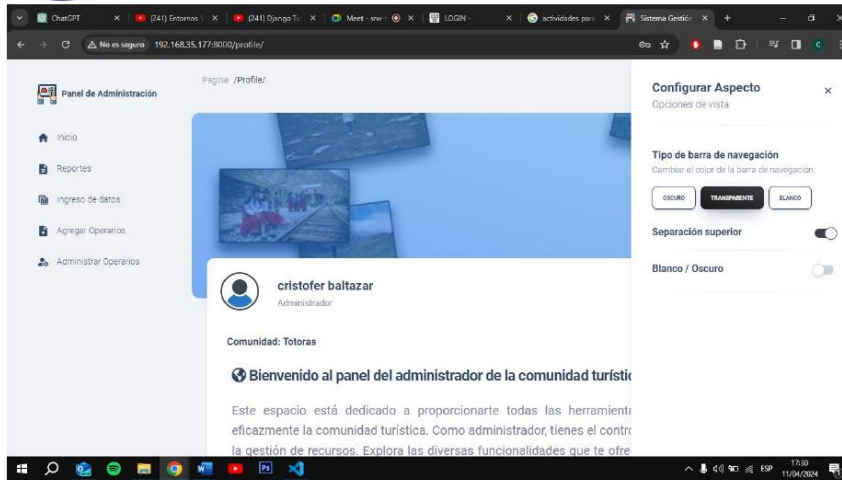 ChatGPT
(241) Entornos V
(241) Django Tu
Meet - srw-t
LOGIN -
actividades para
Sistema Gestión
No es seguro 192.168.35.177:8000/profile/
Panel de Administración
Inicio
Reportes
Ingreso de datos
Agregar Operarios
Administrar Operarios
Pagina /Profile/
cristofer baltazar
Administrador
Comunidad: Totoras
Bienvenido al panel del administrador de la comunidad turístic
Este espacio está dedicado a proporcionarte todas las herramienta
eficazmente la comunidad turística. Como administrador, tienes el contro
la gestión de recursos. Explora las diversas funcionalidades que te ofre
Configurar Aspecto
Opciones de vista.
Tipo de barra de navegación
Cambiar el color de la barra de navegación.
OSCURO
TRANSPARENTE
BLANCO
Separación superior
Blanco / Oscuro
ESP
17:30
11/04/2024